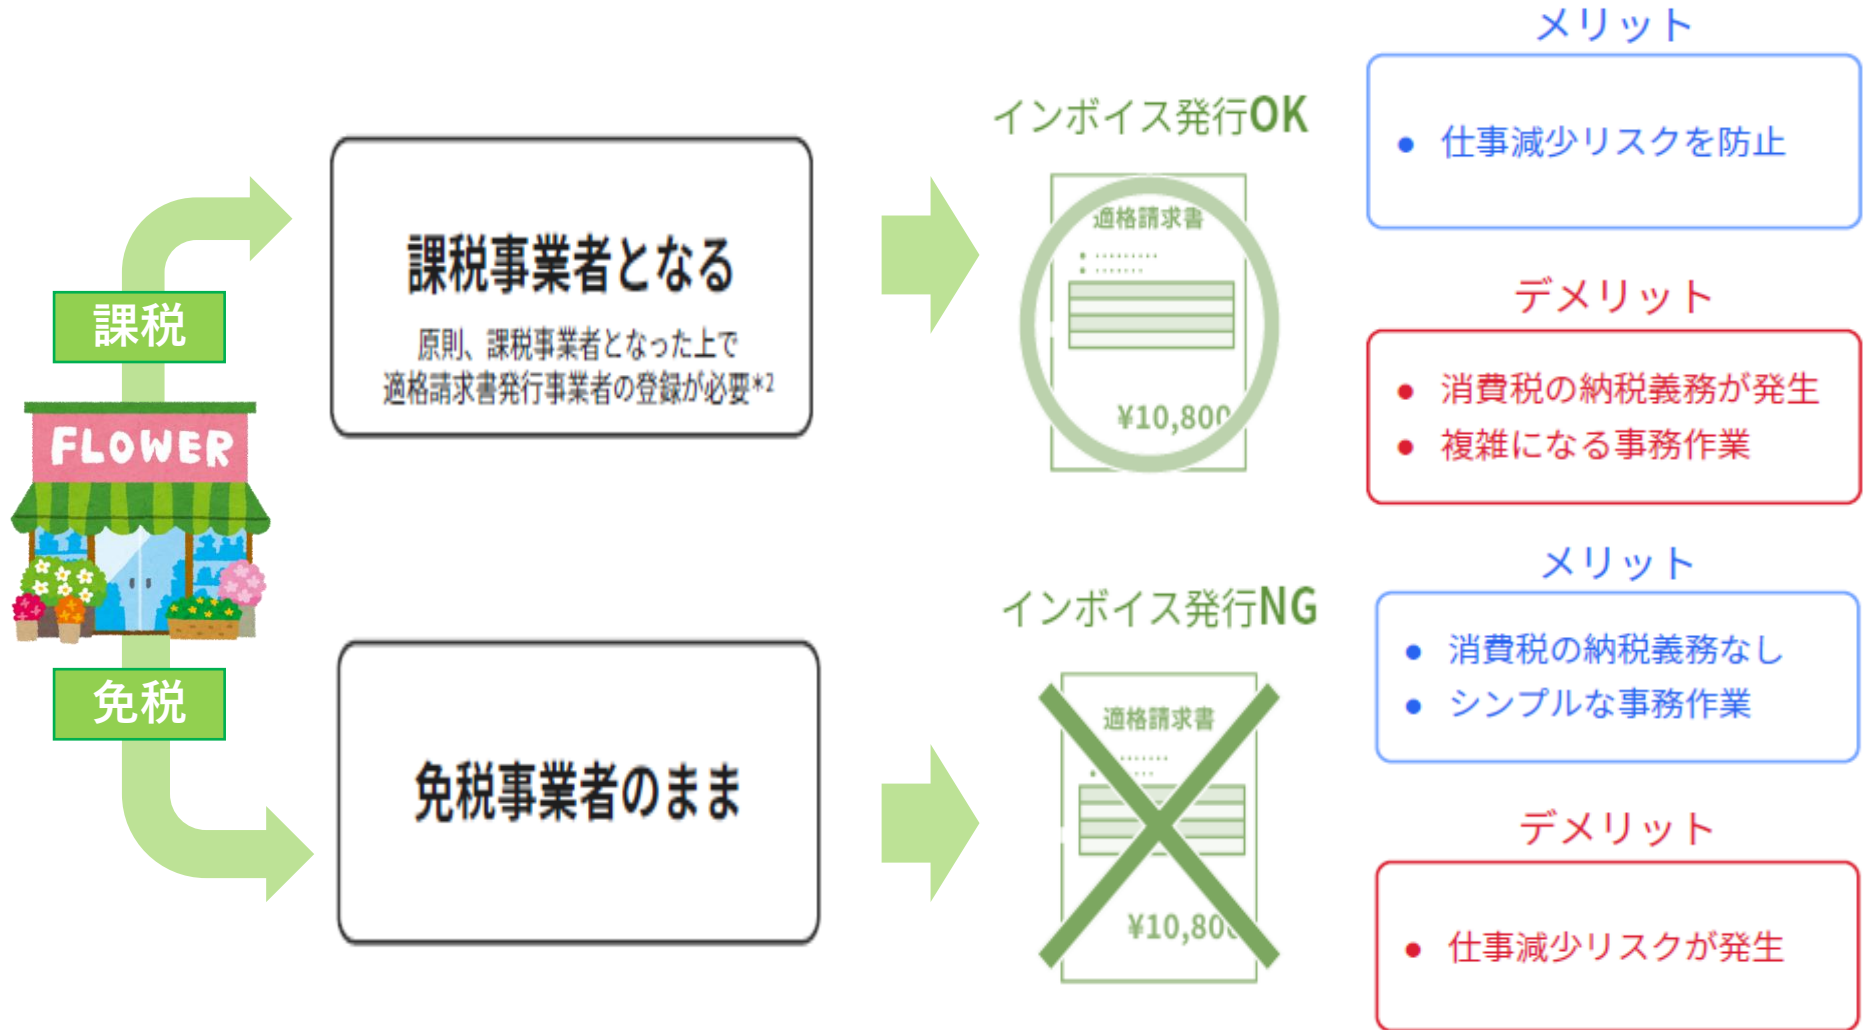 課税
FLOWER
免税
課税事業者となる
原則、課税事業者となった上で
適格請求書発行事業者の登録が必要*2
インボイス発行OK
適格請求書
¥10,800
メリット
● 仕事減少リスクを防止
デメリット
● 消費税の納税義務が発生
● 複雑になる事務作業
免税事業者のまま
インボイス発行NG
適格請求書
¥10,800
メリット
● 消費税の納税義務なし
● シンプルな事務作業
デメリット
● 仕事減少リスクが発生